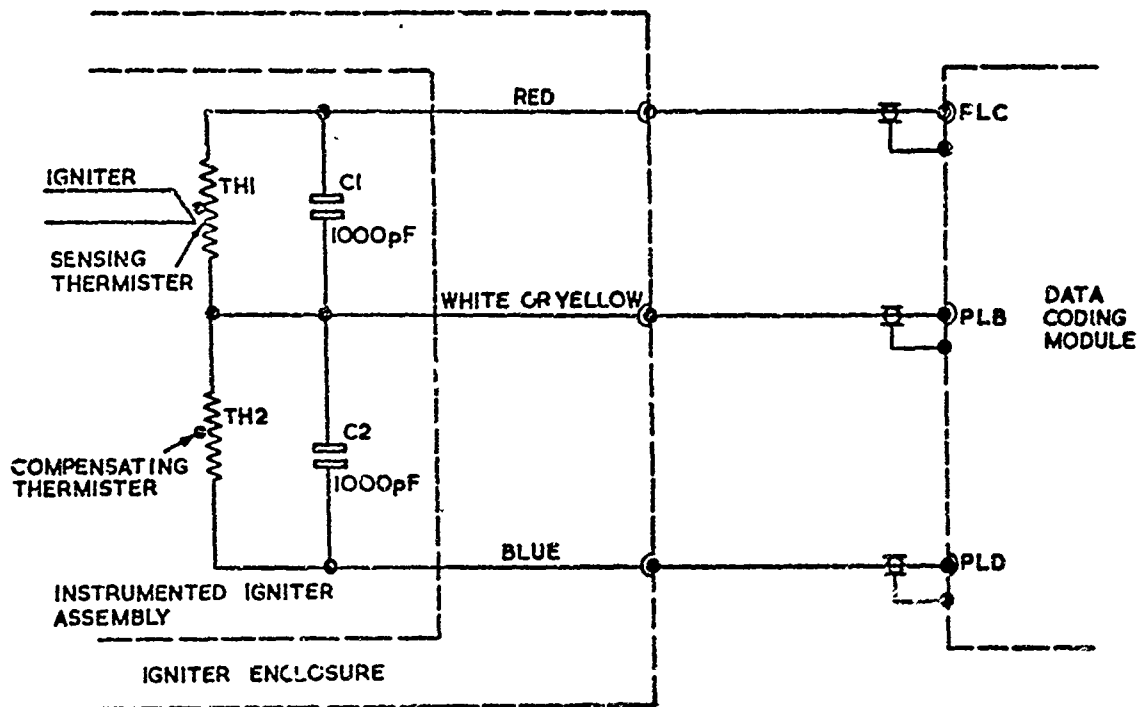 RED
FLC
IGNITER
TH1
C1
1000pF
SENSING
THERMISTER
WHITE OR YELLOW
PLB
DATA
CODING
MODULE
TH2
C2
1000pF
COMPENSATING
THERMISTER
BLUE
PLD
INSTRUMENTED IGNITER
ASSEMBLY
IGNITER ENCLOSURE